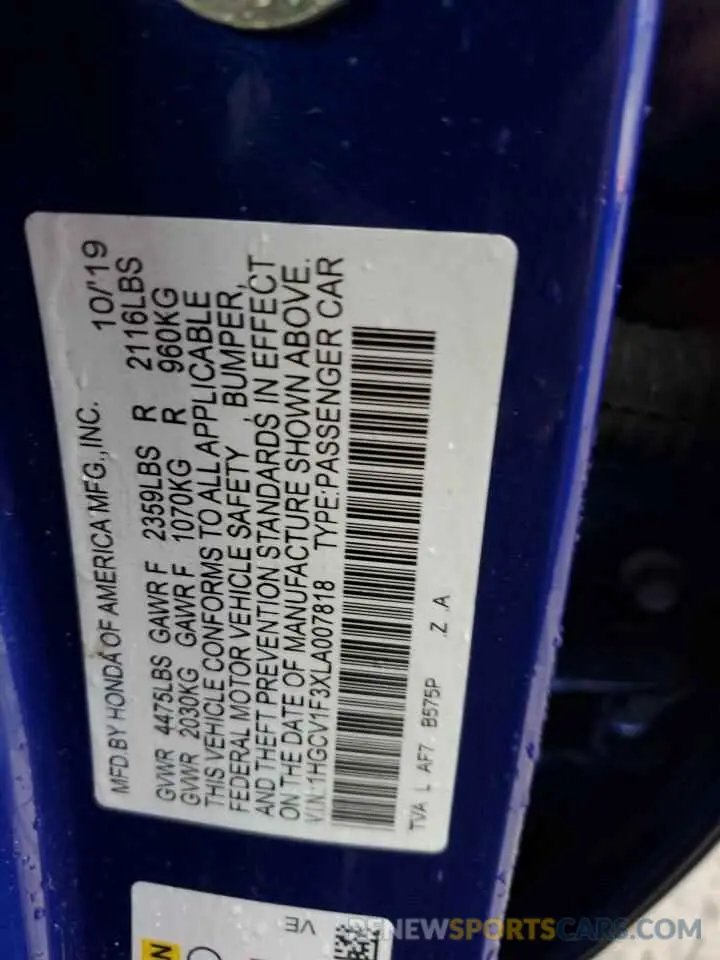 MFD.BY HONDA OF AMERICA MFG.,INC. 10/'19
GVWR 4475LBS GAWR F 2359LBS R 2116LBS
GVWR 2030KG GAWR F 1070KG R 960KG
THIS VEHICLE CONFORMS TO ALL APPLICABLE
FEDERAL MOTOR VEHICLE SAFETY , BUMPER,
AND THEFT PREVENTION STANDARDS IN EFFECT
ON THE DATE OF MANUFACTURE SHOWN ABOVE.
V.I.N.:1HGCV1F3XLA007818 TYPE:PASSENGER CAR
TVA L AF7. B575P .Z .A
RENEWSPORTSCARS.COM